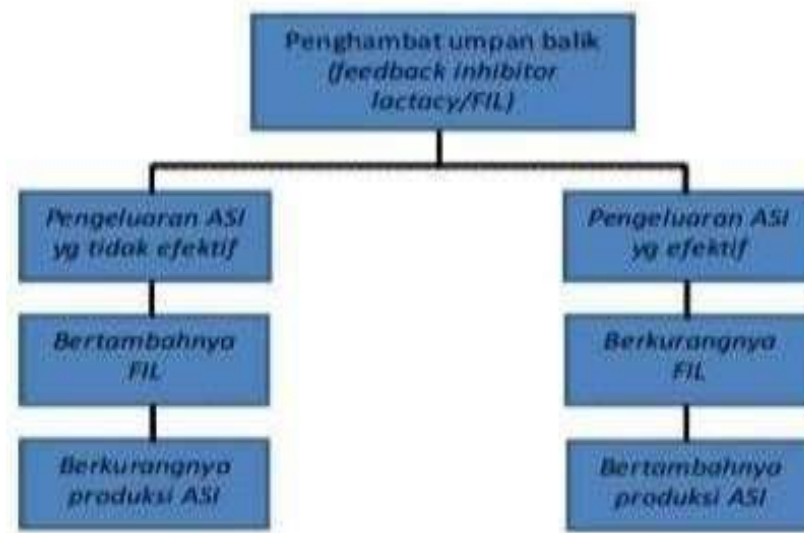 Penghambat umpan balik
(feedback inhibitor
lactacy/FIL)
Pengeluaran ASI
yg tidak efektif
Bertambahnya
FIL
Berkurangnya
produksi ASI
Pengeluaran ASI
yg efektif
Berkurangnya
FIL
Bertambahnya
produksi ASI